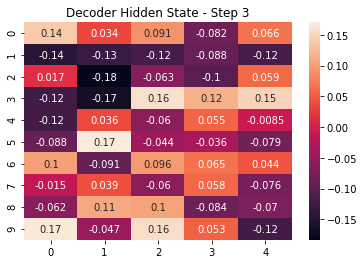 Decoder Hidden State - Step 3
0 0.14 0.034 0.091 -0.082 0.066
1 -0.14 -0.13 -0.12 -0.088 -0.12
2 0.017 -0.18 -0.063 -0.1 0.059
3 -0.12 -0.17 0.16 0.12 0.15
4 -0.12 0.036 -0.06 0.055 -0.0085
5 -0.088 0.17 -0.044 -0.036 -0.079
6 0.1 -0.091 0.096 0.065 0.044
7 -0.015 0.039 -0.06 0.058 -0.076
8 -0.062 0.11 0.1 -0.084 -0.07
9 0.17 -0.047 0.16 0.053 -0.12
0 1 2 3 4
0.15
0.10
0.05
0.00
-0.05
-0.10
-0.15